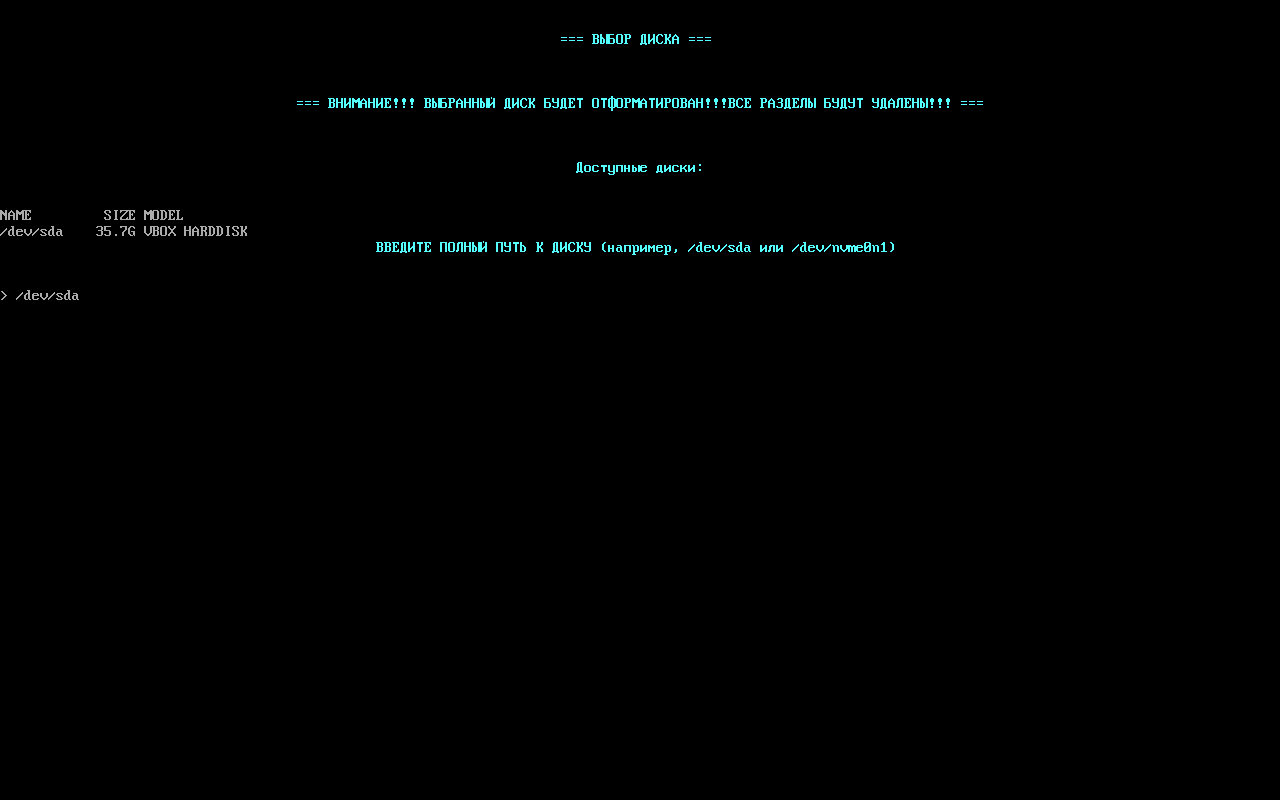 === ВЫБОР ДИСКА ===
=== ВНИМАНИЕ!!! ВЫБРАННЫЙ ДИСК БУДЕТ ОТФОРМАТИРОВАН!!!ВСЕ РАЗДЕЛЫ БУДУТ УДАЛЕНЫ!!! ===
Доступные диски:
NAME         SIZE MODEL
/dev/sda    35.7G VBOX HARDDISK
ВВЕДИТЕ ПОЛНЫЙ ПУТЬ К ДИСКУ (например, /dev/sda или /dev/nvme0n1)
> /dev/sda